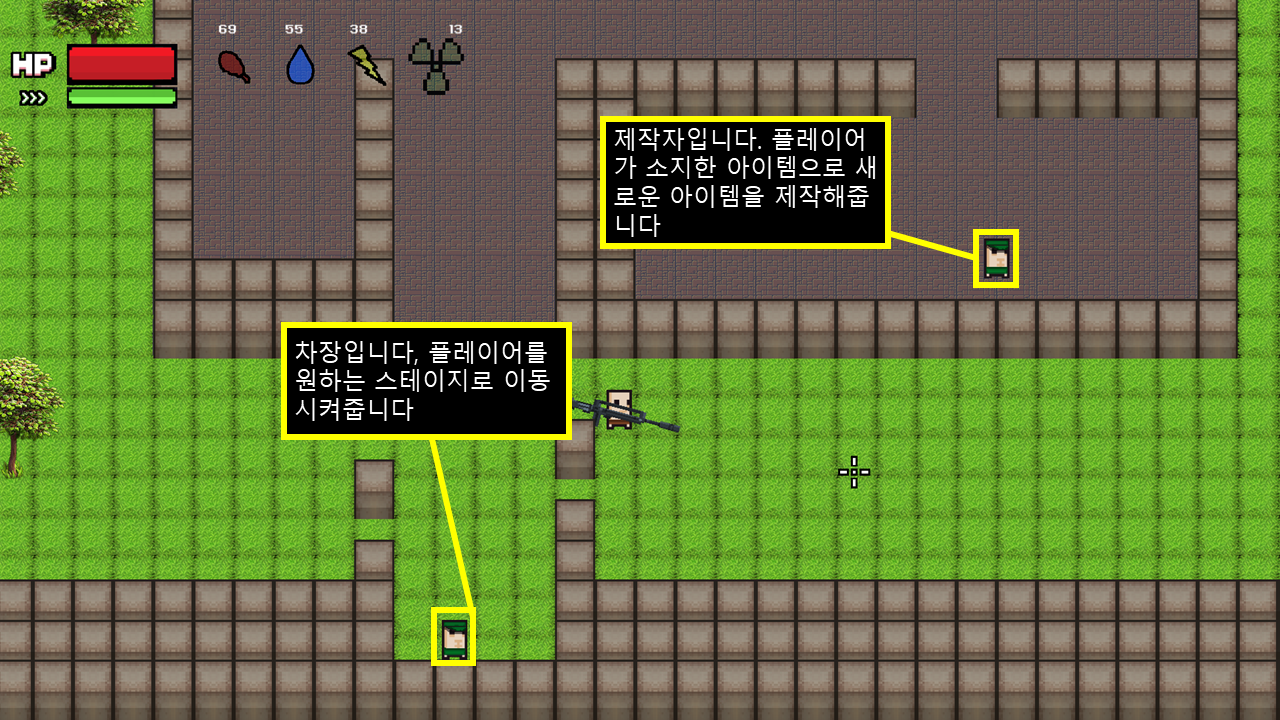 69 55 38 13
HP
제작자입니다. 플레이어
가 소지한 아이템으로 새
로운 아이템을 제작해줍
니다
차장입니다, 플레이어를
원하는 스테이지로 이동
시켜줍니다